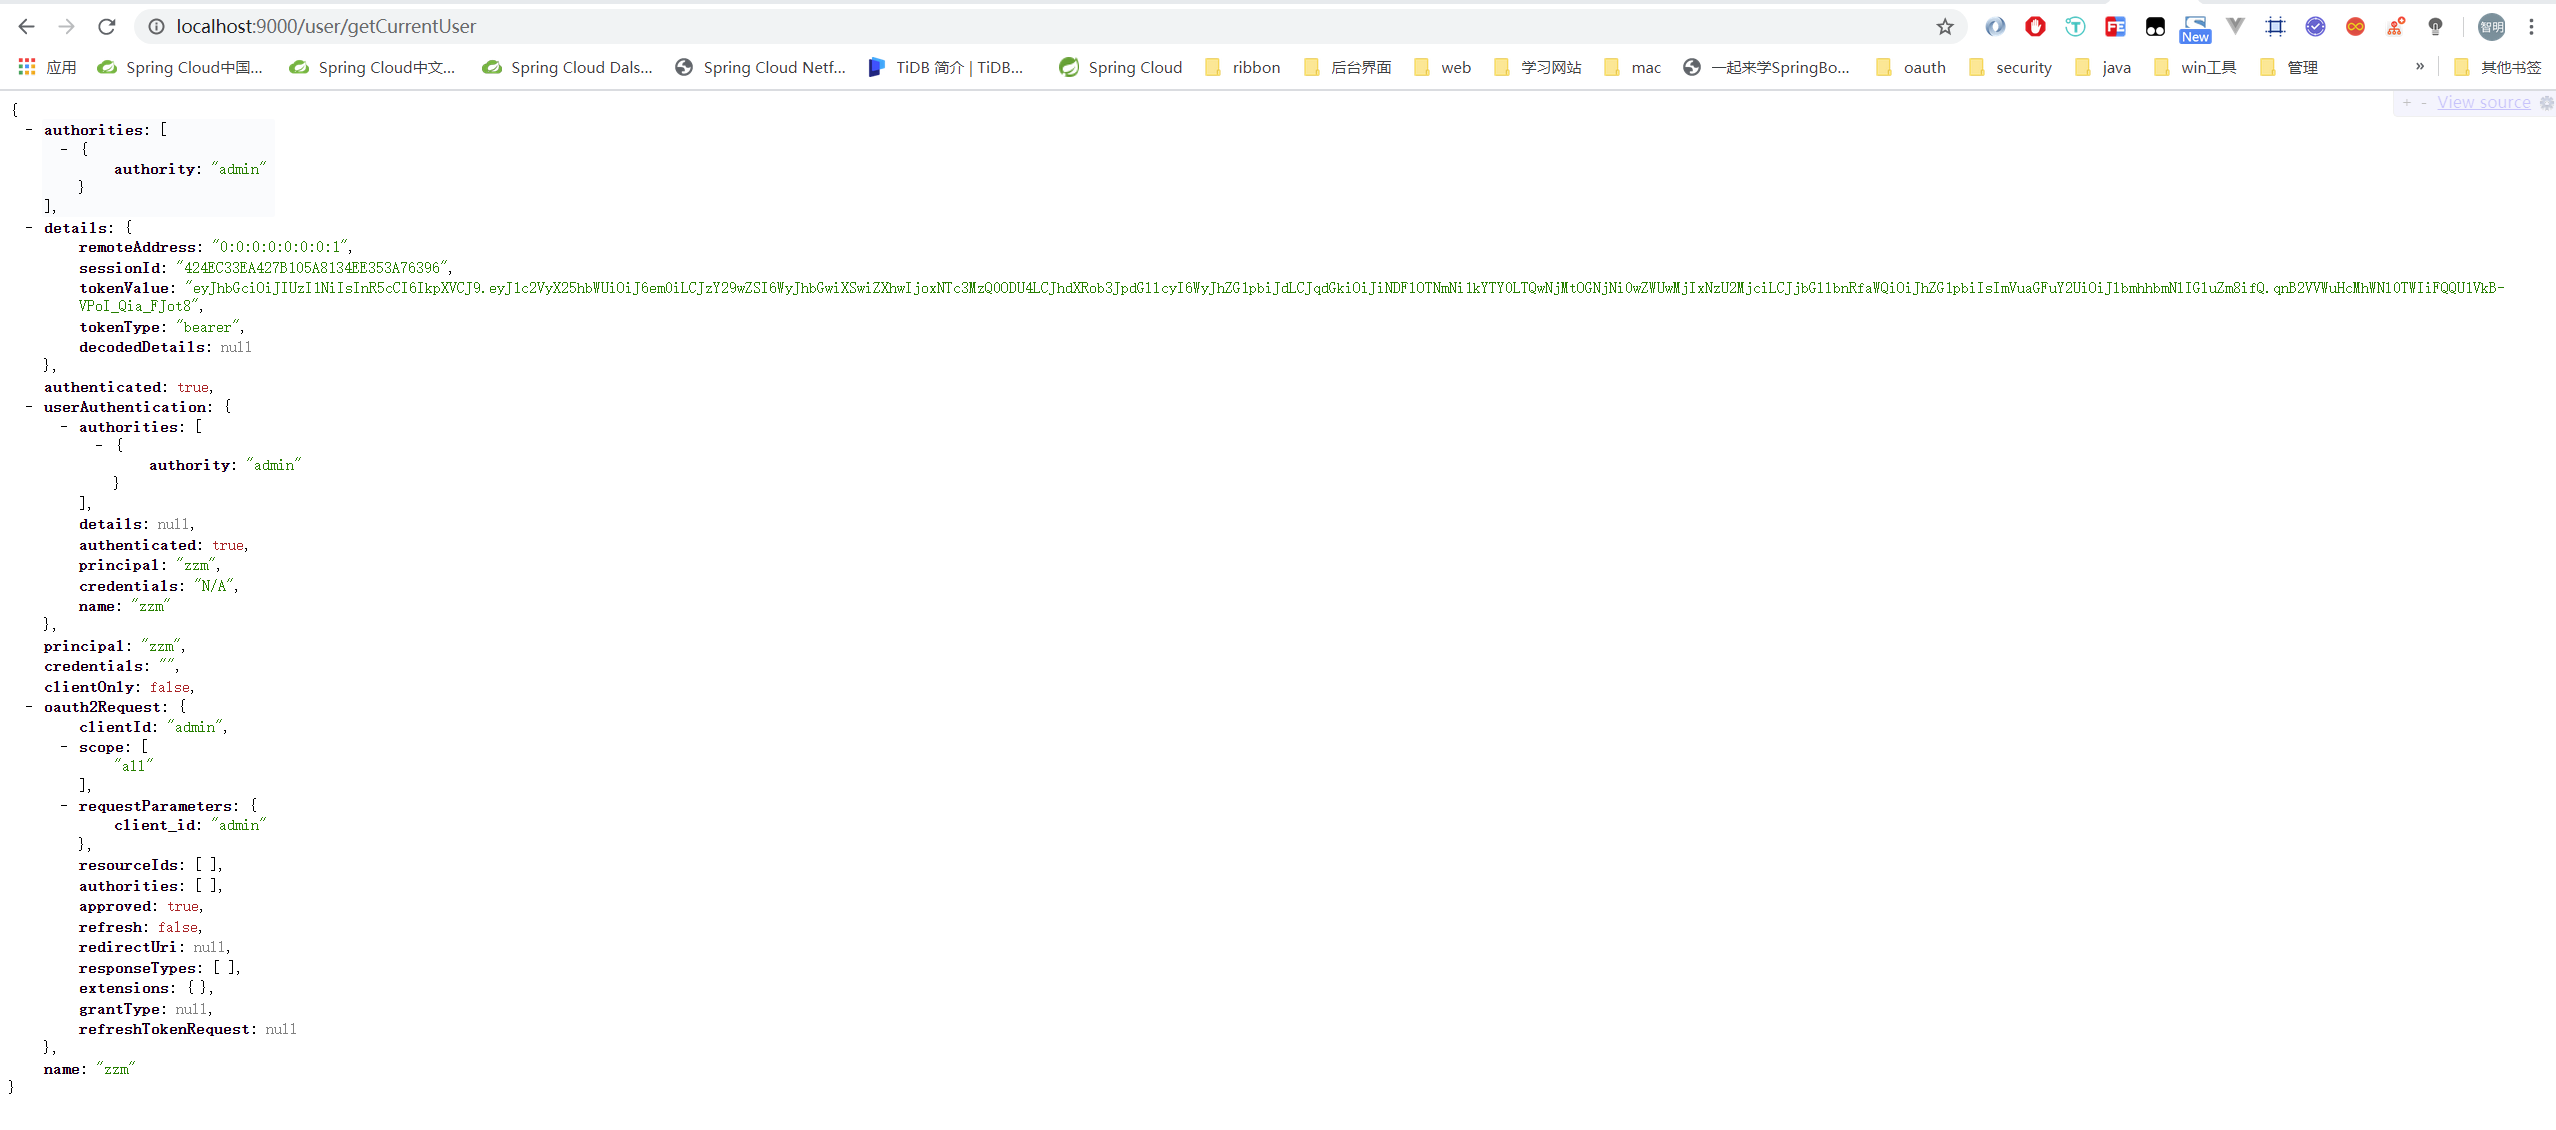 localhost:9000/user/getCurrentUser
New
智明
应用 Spring Cloud中国... Spring Cloud中文... Spring Cloud Dals... Spring Cloud Netf... TiDB 简介 | TiDB... Spring Cloud ribbon 后台界面 web 学习网站 mac 一起来学SpringBo... oauth security java win工具 管理 » 其他书签
+ - View source
{
- authorities: [
- {
authority: "admin"
}
],
- details: {
remoteAddress: "0:0:0:0:0:0:0:1",
sessionId: "424EC33EA427B105A8134EE353A76396",
tokenValue: "eyJhbGciOiJIUzI1NiIsInR5cCI6IkpXVCJ9.eyJ1c2VyX25hbWUiOiJ6em0iLCJzY29wZSI6WyJhbGwiXSwiZXhwIjoxNTc3MzQ0ODU4LCJhdXRob3JpdGllcyI6WyJhZG1pbiJdLCJqdGkiOiJiNDF1OTNmNi1kYTY0LTQwNjMtOGNjNi0wZWUwMjIxNzU2MjciLCJjbGllbnRfaWQiOiJhZG1pbiIsImVuaGFuY2UiOiJlbmhhbmNlIGluZm8ifQ.qnB2VVWuHcMhWN10TWIiFQQU1VkB-
VPoI_Qia_FJot8",
tokenType: "bearer",
decodedDetails: null
},
authenticated: true,
- userAuthentication: {
- authorities: [
- {
authority: "admin"
}
],
details: null,
authenticated: true,
principal: "zzm",
credentials: "N/A",
name: "zzm"
},
principal: "zzm",
credentials: "",
clientOnly: false,
- oauth2Request: {
clientId: "admin",
- scope: [
"all"
],
- requestParameters: {
client_id: "admin"
},
resourceIds: [ ],
authorities: [ ],
approved: true,
refresh: false,
redirectUri: null,
responseTypes: [ ],
extensions: { },
grantType: null,
refreshTokenRequest: null
},
name: "zzm"
}